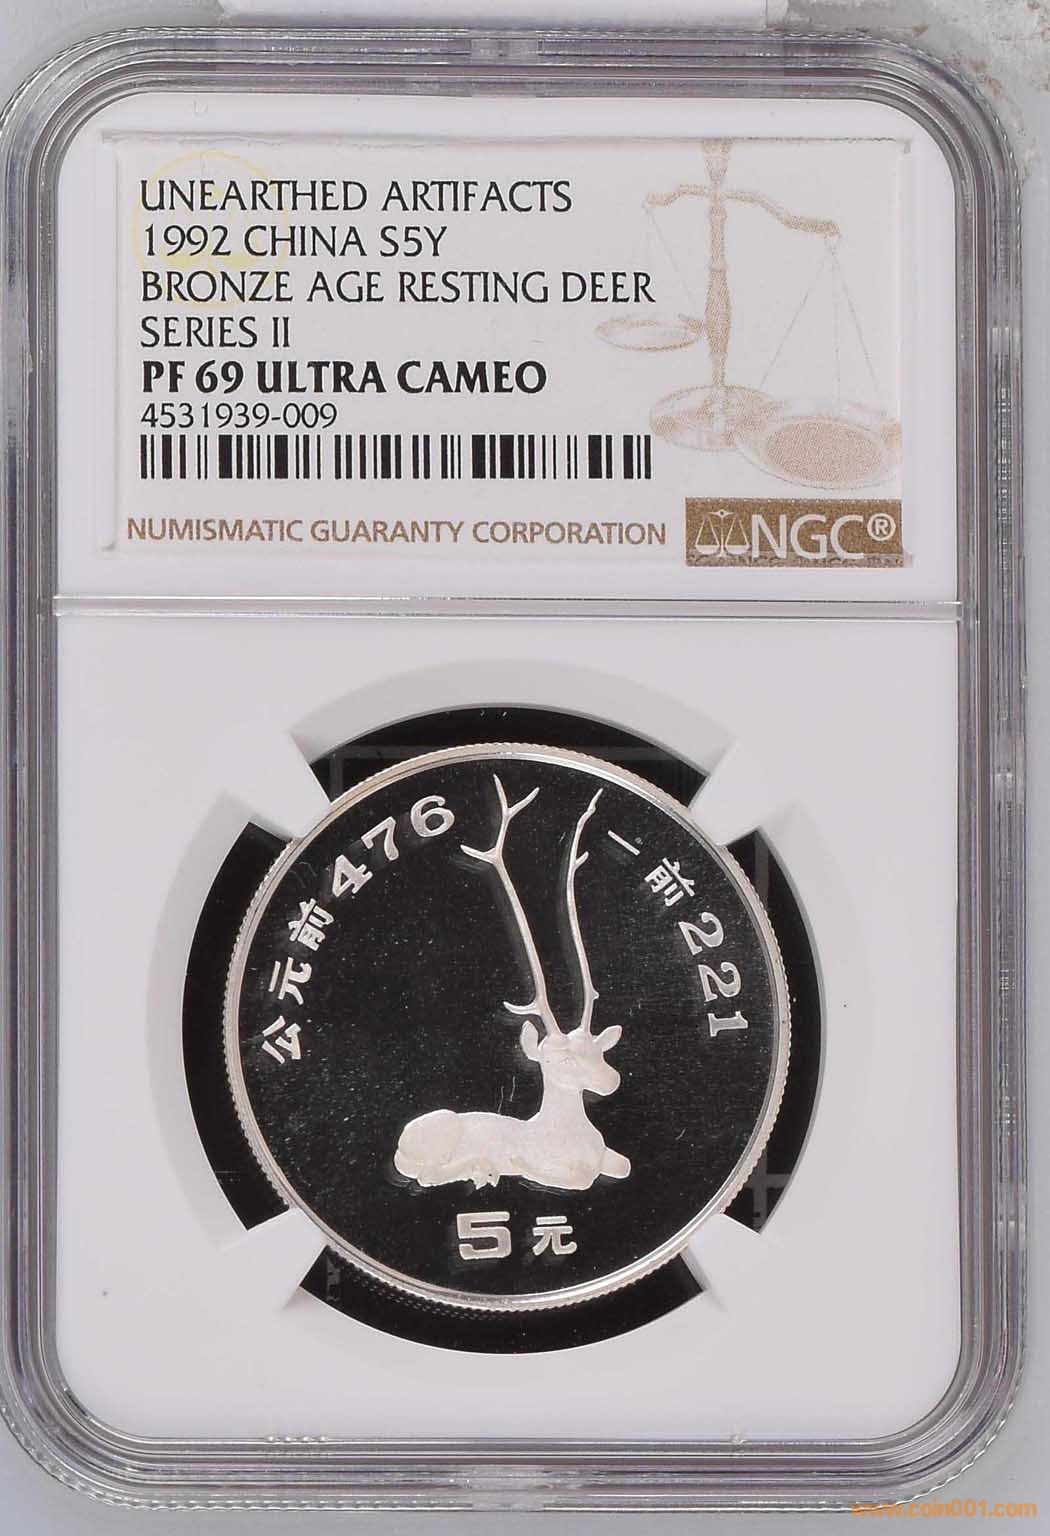 UNEARTHED ARTIFACTS
1992 CHINA S5Y
BRONZE AGE RESTING DEER
SERIES II
PF 69 ULTRA CAMEO
4531939-009
NUMISMATIC GUARANTY CORPORATION
NGC®
公元前476
一前221
5元
www.coin001.com